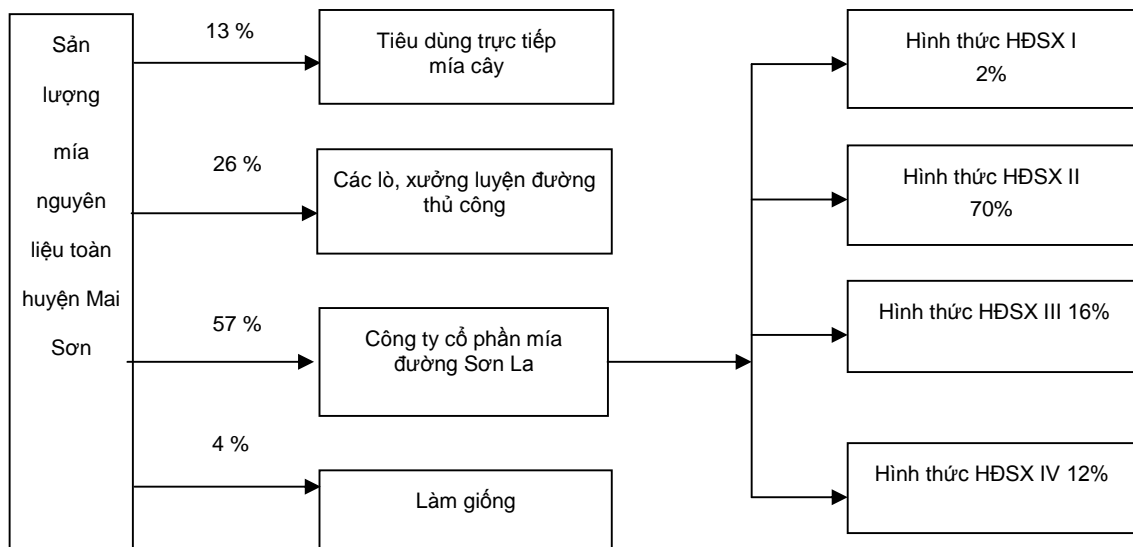 Sản
lượng
mía
nguyên
liệu toàn
huyện Mai
Sơn
13 %
Tiêu dùng trực tiếp
mía cây
26 %
Các lò, xưởng luyện đường
thủ công
57 %
Công ty cổ phần mía
đường Sơn La
4 %
Làm giống
Hình thức HĐSX I
2%
Hình thức HĐSX II
70%
Hình thức HĐSX III 16%
Hình thức HĐSX IV 12%